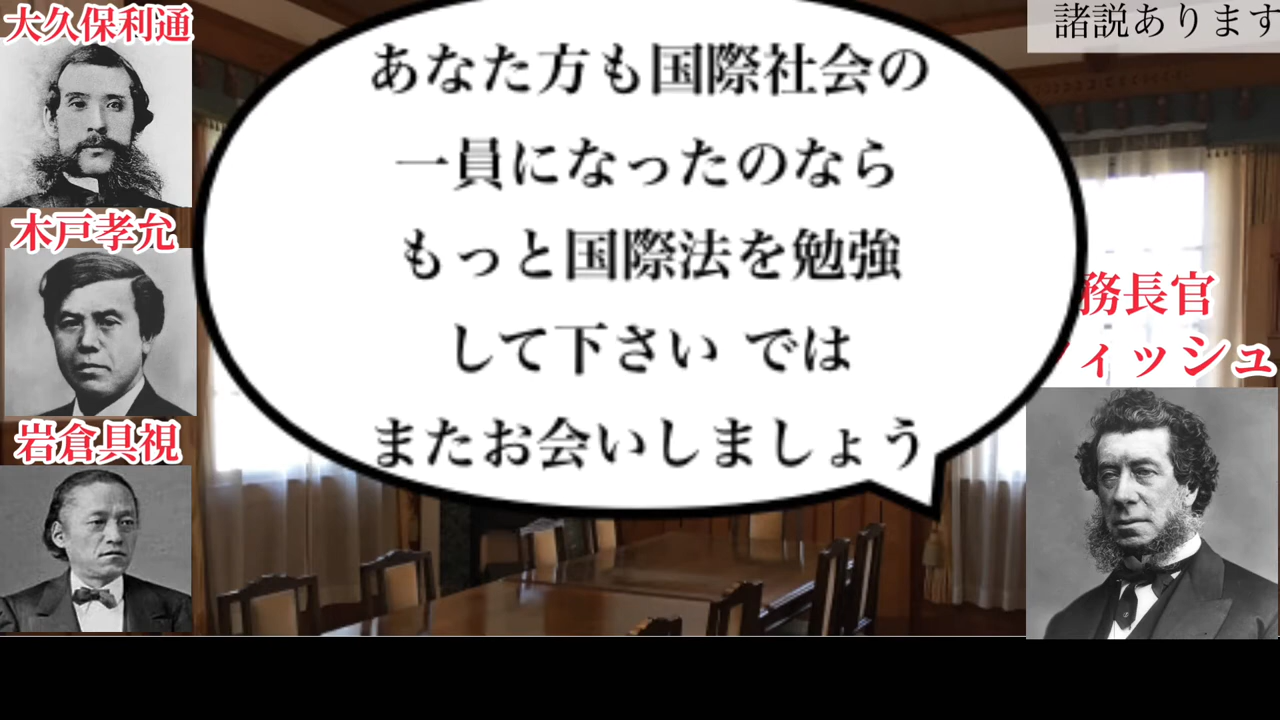 大久保利通
諸説あります
あなた方も国際社会の
一員になったのなら
もっと国際法を勉強
して下さい では
またお会いしましょう
木戸孝允
岩倉具視
務長官
ィッシュ